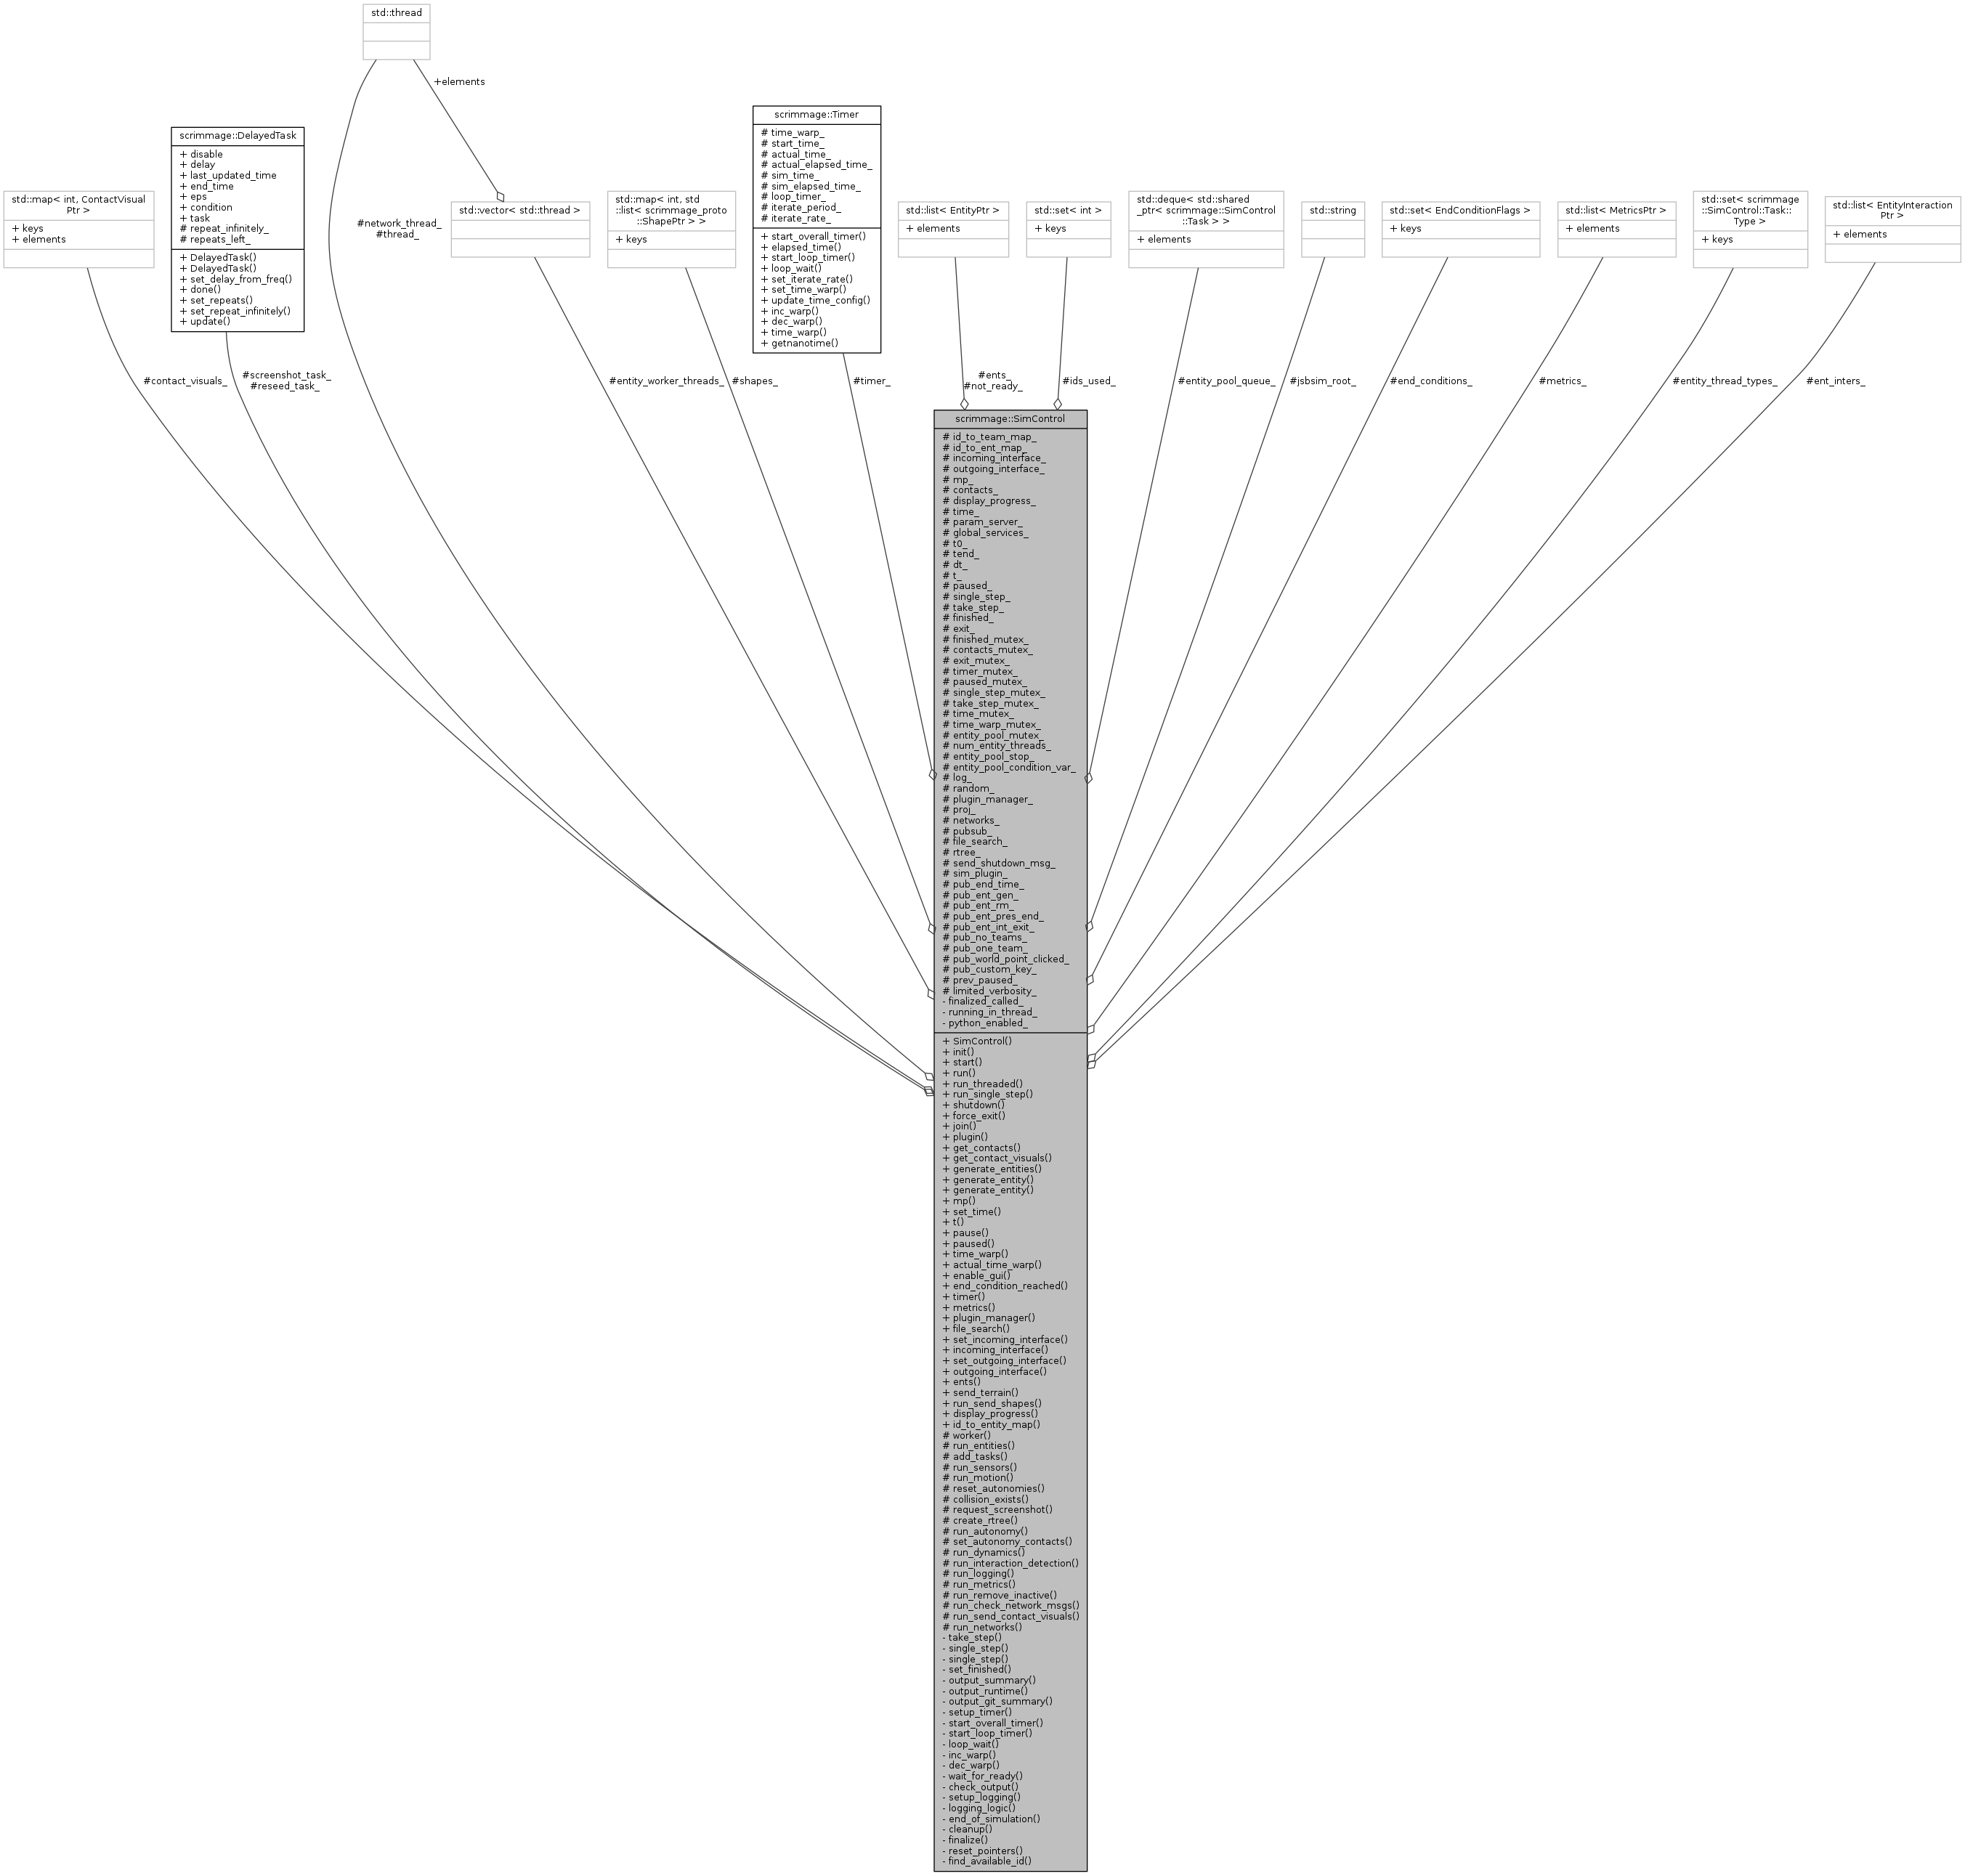 std::thread
+elements
scrimmage::Timer
# time_warp_
# start_time_
# actual_time_
# actual_elapsed_time_
# sim_time_
# sim_elapsed_time_
# loop_timer_
# iterate_period_
# iterate_rate_
+ start_overall_timer()
+ elapsed_time()
+ start_loop_timer()
+ loop_wait()
+ set_iterate_rate()
+ set_time_warp()
+ update_time_config()
+ inc_warp()
+ dec_warp()
+ time_warp()
+ getnanotime()
scrimmage::DelayedTask
+ disable
+ delay
+ last_updated_time
+ end_time
+ eps
+ condition
+ task
# repeat_infinitely_
# repeats_left_
+ DelayedTask()
+ DelayedTask()
+ set_delay_from_freq()
+ done()
+ set_repeats()
+ set_repeat_infinitely()
+ update()
std::map< int, ContactVisual
Ptr >
+ keys
+ elements
#network_thread_
#thread_
std::vector< std::thread >
std::map< int, std
::list< scrimmage_proto
::ShapePtr > >
+ keys
std::list< EntityPtr >
+ elements
std::set< int >
+ keys
std::deque< std::shared
_ptr< scrimmage::SimControl
::Task > >
+ elements
std::string
std::set< EndConditionFlags >
+ keys
std::list< MetricsPtr >
+ elements
std::set< scrimmage
::SimControl::Task::
Type >
+ keys
std::list< EntityInteraction
Ptr >
+ elements
#contact_visuals_
#screenshot_task_
#reseed_task_
#entity_worker_threads_
#shapes_
#timer_
#ents_
#not_ready_
#ids_used_
#entity_pool_queue_
#jsbsim_root_
#end_conditions_
#metrics_
#entity_thread_types_
#ent_inters_
scrimmage::SimControl
# id_to_team_map_
# id_to_ent_map_
# incoming_interface_
# outgoing_interface_
# mp_
# contacts_
# display_progress_
# time_
# param_server_
# global_services_
# t0_
# tend_
# dt_
# t_
# paused_
# single_step_
# take_step_
# finished_
# exit_
# finished_mutex_
# contacts_mutex_
# exit_mutex_
# timer_mutex_
# paused_mutex_
# single_step_mutex_
# take_step_mutex_
# time_mutex_
# time_warp_mutex_
# entity_pool_mutex_
# num_entity_threads_
# entity_pool_stop_
# entity_pool_condition_var_
# log_
# random_
# plugin_manager_
# proj_
# networks_
# pubsub_
# file_search_
# rtree_
# send_shutdown_msg_
# sim_plugin_
# pub_end_time_
# pub_ent_gen_
# pub_ent_rm_
# pub_ent_pres_end_
# pub_ent_int_exit_
# pub_no_teams_
# pub_one_team_
# pub_world_point_clicked_
# pub_custom_key_
# prev_paused_
# limited_verbosity_
- finalized_called_
- running_in_thread_
- python_enabled_
+ SimControl()
+ init()
+ start()
+ run()
+ run_threaded()
+ run_single_step()
+ shutdown()
+ force_exit()
+ join()
+ plugin()
+ get_contacts()
+ get_contact_visuals()
+ generate_entities()
+ generate_entity()
+ generate_entity()
+ mp()
+ set_time()
+ t()
+ pause()
+ paused()
+ time_warp()
+ actual_time_warp()
+ enable_gui()
+ end_condition_reached()
+ timer()
+ metrics()
+ plugin_manager()
+ file_search()
+ set_incoming_interface()
+ incoming_interface()
+ set_outgoing_interface()
+ outgoing_interface()
+ ents()
+ send_terrain()
+ run_send_shapes()
+ display_progress()
+ id_to_entity_map()
# worker()
# run_entities()
# add_tasks()
# run_sensors()
# run_motion()
# reset_autonomies()
# collision_exists()
# request_screenshot()
# create_rtree()
# run_autonomy()
# set_autonomy_contacts()
# run_dynamics()
# run_interaction_detection()
# run_logging()
# run_metrics()
# run_remove_inactive()
# run_check_network_msgs()
# run_send_contact_visuals()
# run_networks()
- take_step()
- single_step()
- single_step()
- set_finished()
- output_summary()
- output_runtime()
- output_git_summary()
- setup_timer()
- start_overall_timer()
- start_loop_timer()
- loop_wait()
- inc_warp()
- dec_warp()
- wait_for_ready()
- check_output()
- setup_logging()
- logging_logic()
- end_of_simulation()
- cleanup()
- finalize()
- reset_pointers()
- find_available_id()